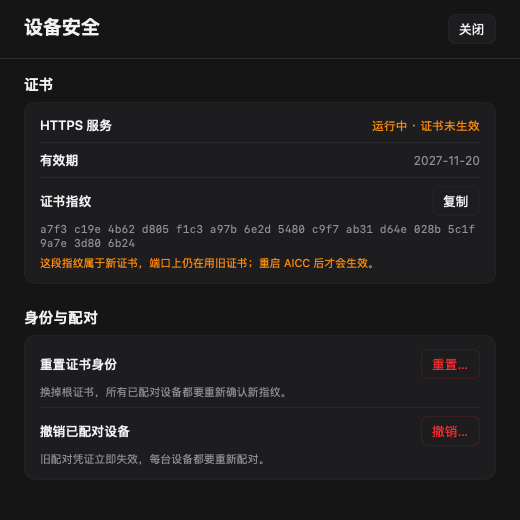 设备安全
关闭
证书
HTTPS 服务
运行中 · 证书未生效
有效期
2027-11-20
证书指纹
复制
a7f3 c19e 4b62 d805 f1c3 a97b 6e2d 5480 c9f7 ab31 d64e 028b 5c1f
9a7e 3d80 6b24
这段指纹属于新证书，端口上仍在用旧证书；重启 AICC 后才会生效。
身份与配对
重置证书身份
重置…
换掉根证书，所有已配对设备都要重新确认新指纹。
撤销已配对设备
撤销…
旧配对凭证立即失效，每台设备都要重新配对。